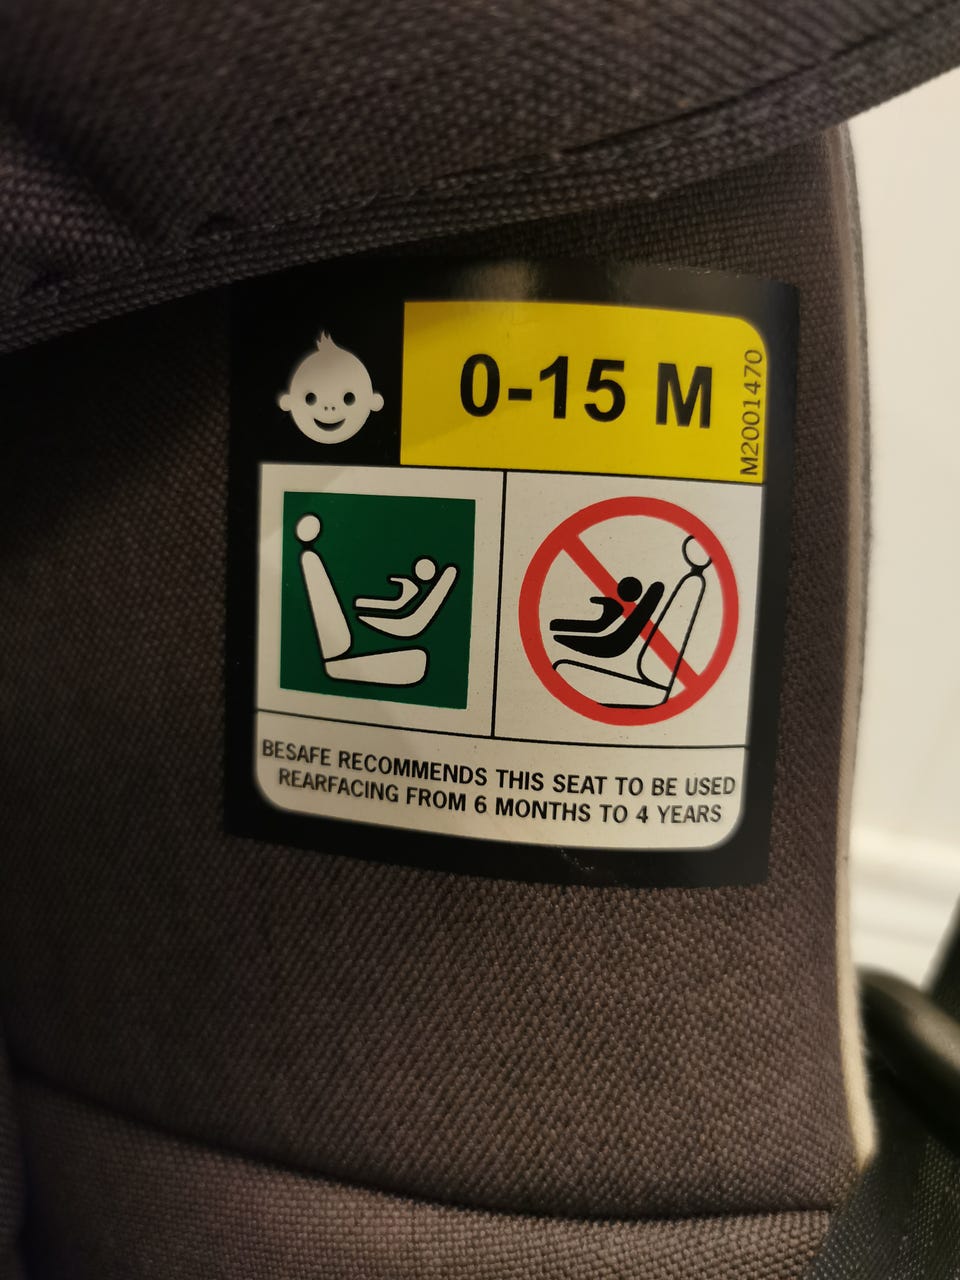 0-15 M
M2001470
BESAFE RECOMMENDS THIS SEAT TO BE USED
REARFACING FROM 6 MONTHS TO 4 YEARS